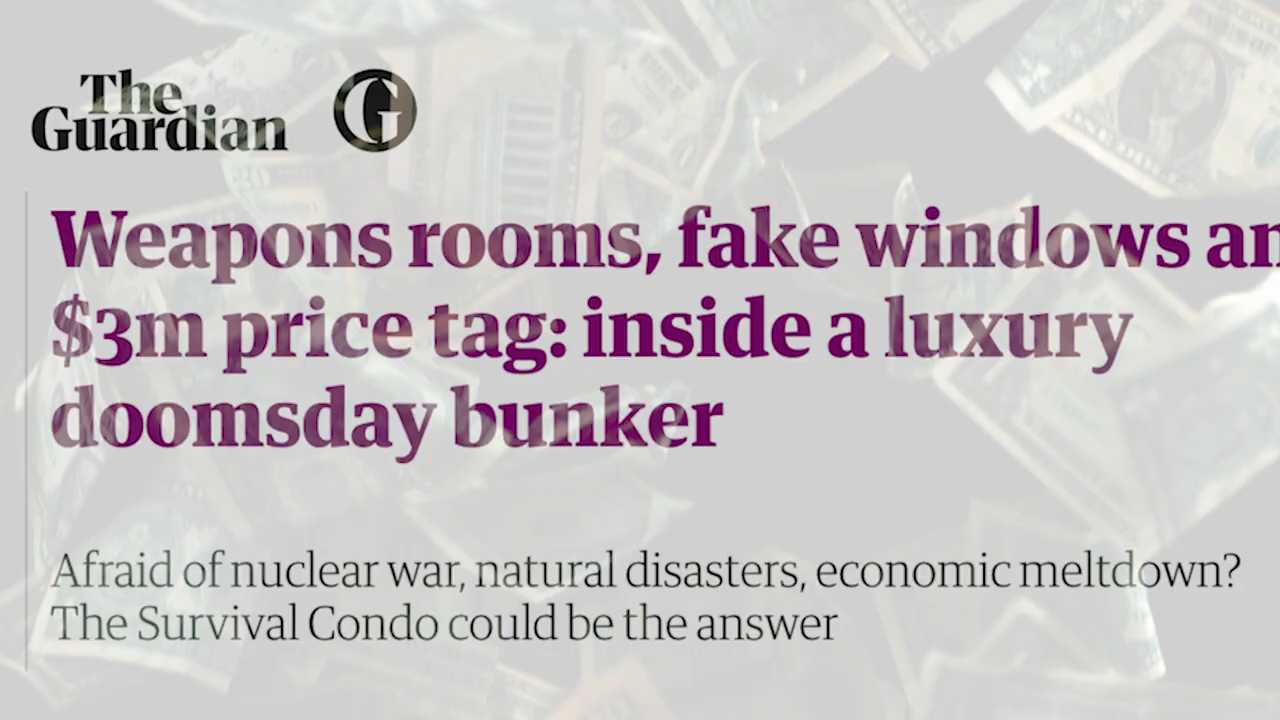 The
Guardian
G
Weapons rooms, fake windows an
$3m price tag: inside a luxury
doomsday bunker
Afraid of nuclear war, natural disasters, economic meltdown?
The Survival Condo could be the answer